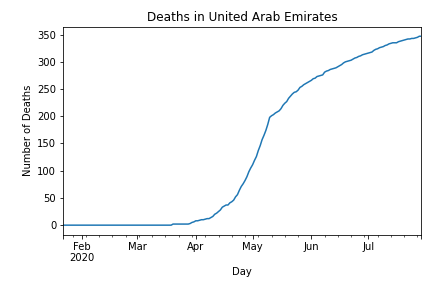 Deaths in United Arab Emirates
350
300
250
200
150
100
50
0
Number of Deaths
Feb
2020
Mar
Apr
May
Jun
Jul
Day